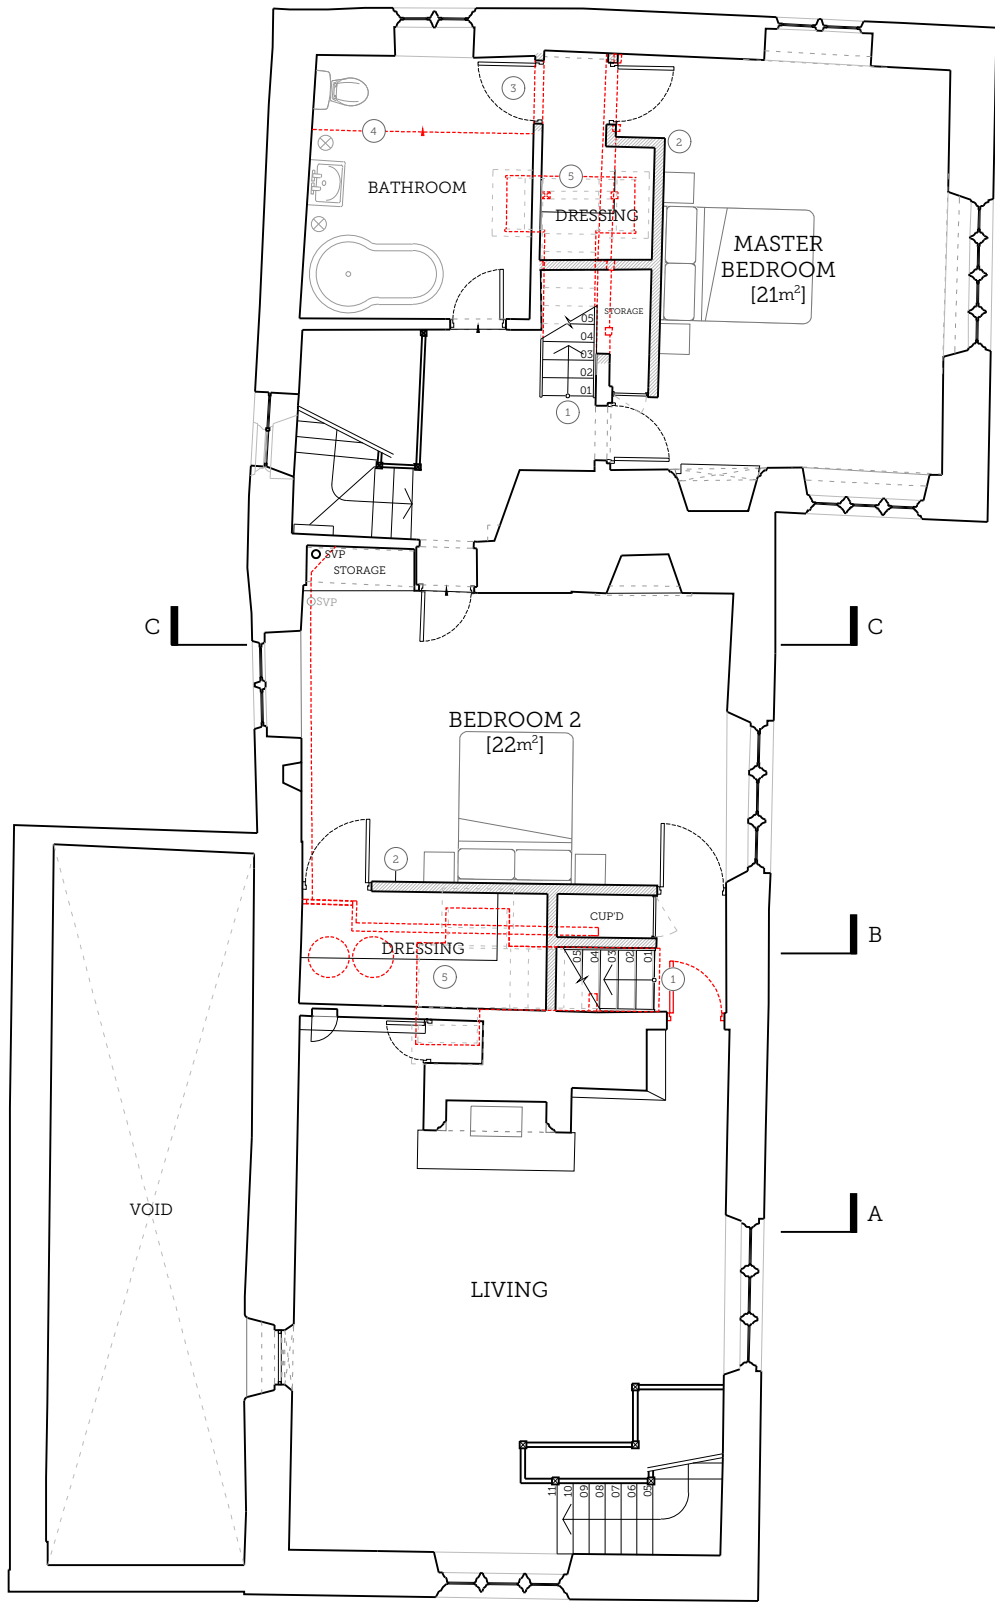 3
4
2
5
BATHROOM
DRESSING
MASTER
BEDROOM
[21m²]
STORAGE
05
04
03
02
01
1
SVP
STORAGE
SVP
C
C
BEDROOM 2
[22m²]
2
CUP'D
B
DRESSING
05
04
03
02
01
5
1
VOID
A
LIVING
11
10
09
08
07
06
05